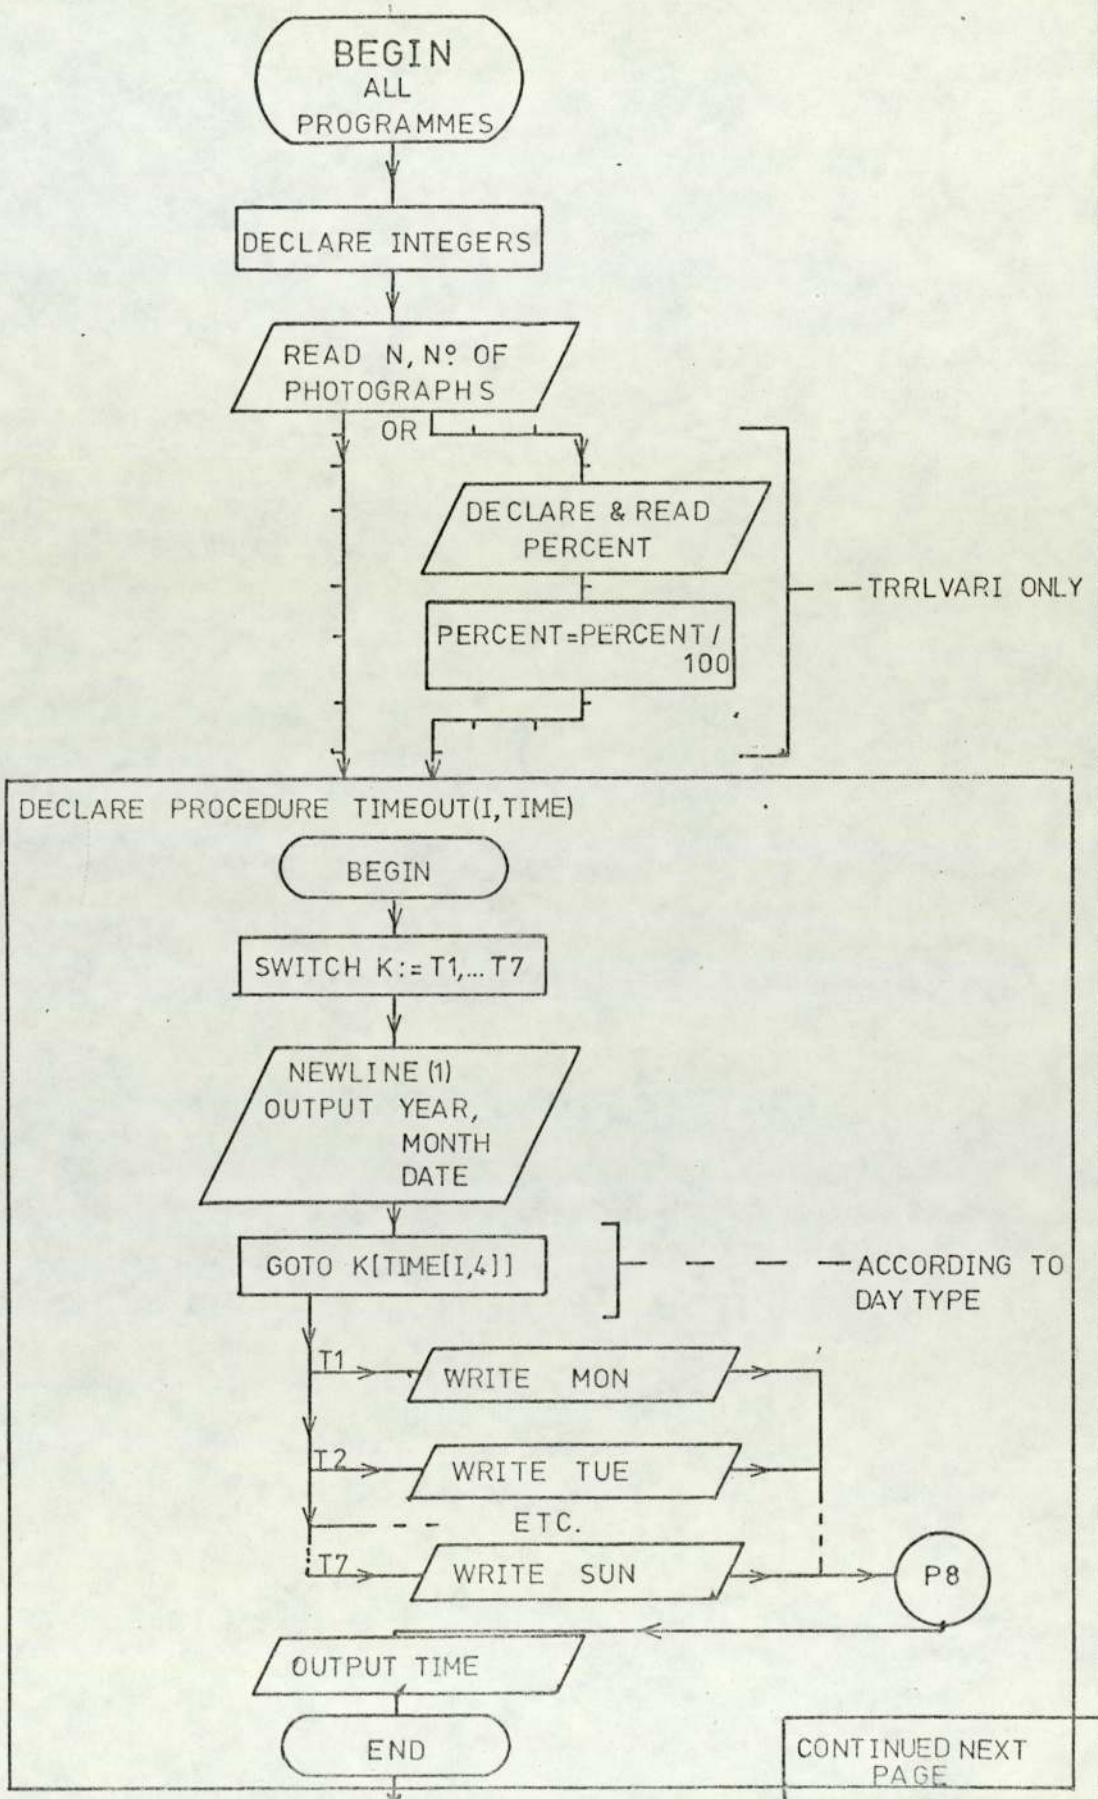 BEGIN
ALL
PROGRAMMES
DECLARE INTEGERS
READ N, Nº OF
PHOTOGRAPHS
OR
DECLARE & READ
PERCENT
PERCENT=PERCENT /
100
TRRLVARI ONLY
DECLARE PROCEDURE TIMEOUT(I,TIME)
BEGIN
SWITCH K:= T1,... T7
NEWLINE (1)
OUTPUT YEAR,
MONTH
DATE
GOTO K[TIME[I,4]]
ACCORDING TO
DAY TYPE
T1
WRITE MON
T2
WRITE TUE
ETC.
T7
WRITE SUN
P8
OUTPUT TIME
END
CONTINUED NEXT
PAGE